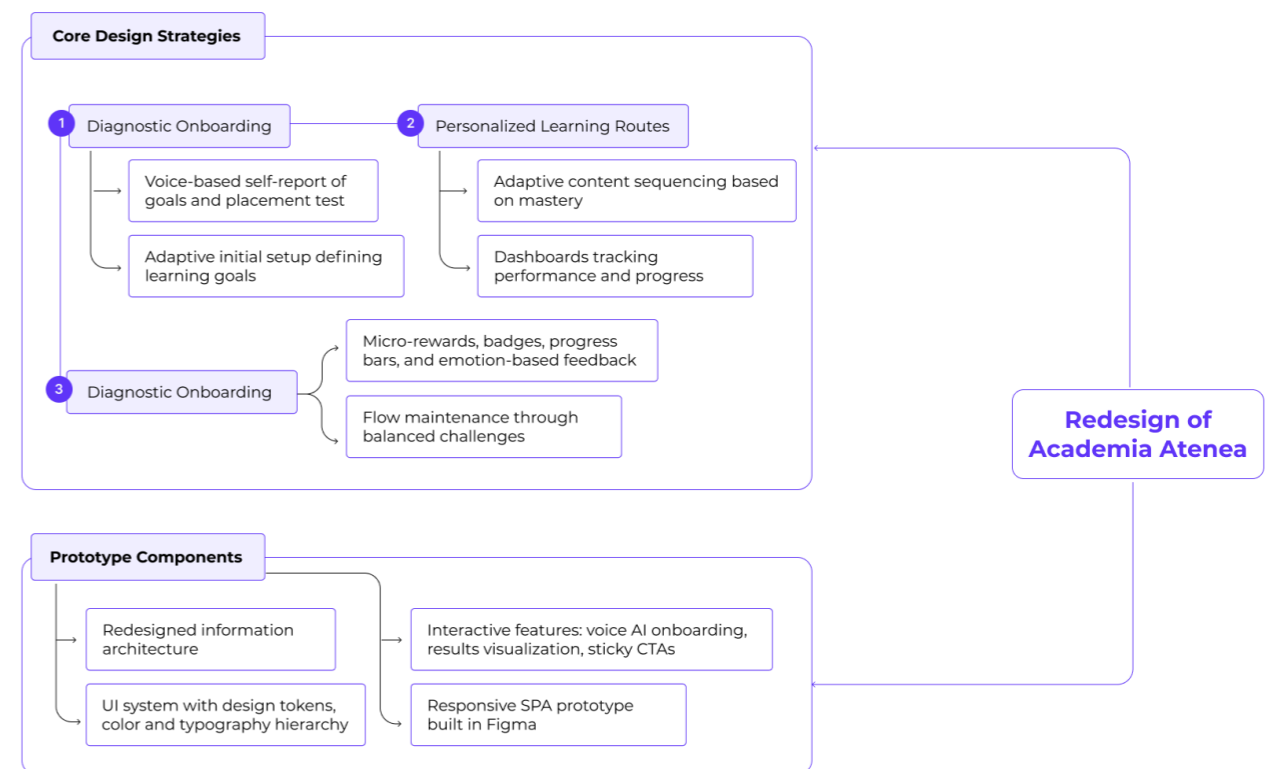 Core Design Strategies
1
Diagnostic Onboarding
Voice-based self-report of
goals and placement test
Adaptive initial setup defining
learning goals
2
Personalized Learning Routes
Adaptive content sequencing based
on mastery
Dashboards tracking
performance and progress
3
Diagnostic Onboarding
Micro-rewards, badges, progress
bars, and emotion-based feedback
Flow maintenance through
balanced challenges
Redesign of
Academia Atenea
Prototype Components
Redesigned information
architecture
UI system with design tokens,
color and typography hierarchy
Interactive features: voice AI onboarding,
results visualization, sticky CTAs
Responsive SPA prototype
built in Figma